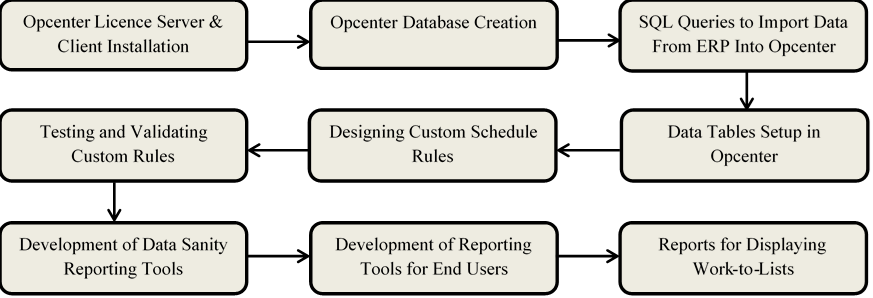 Opcenter Licence Server &
Client Installation
Opcenter Database Creation
SQL Queries to Import Data
From ERP Into Opcenter
Data Tables Setup in
Opcenter
Designing Custom Schedule
Rules
Testing and Validating
Custom Rules
Development of Data Sanity
Reporting Tools
Development of Reporting
Tools for End Users
Reports for Displaying
Work-to-Lists